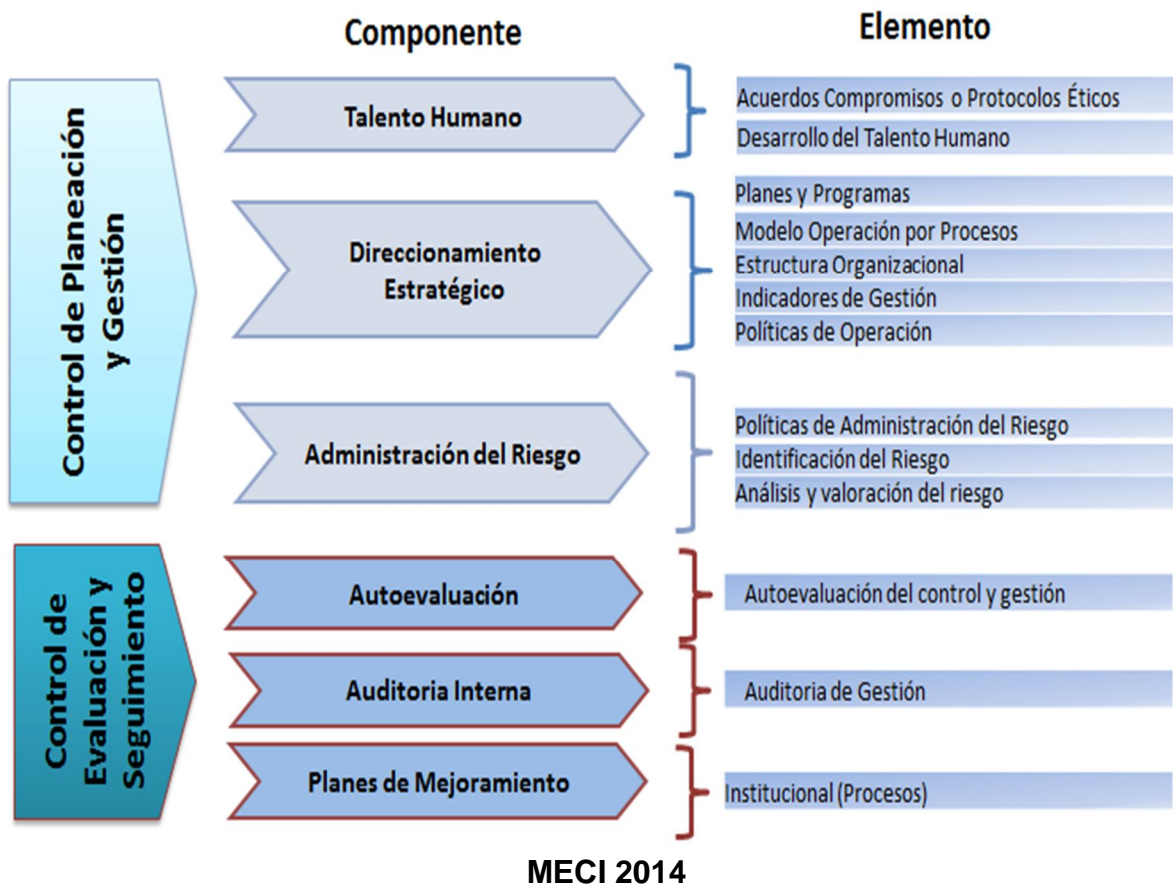 Componente
Elemento
Control de Planeación
y Gestión
Talento Humano
Acuerdos Compromisos o Protocolos Éticos
Desarrollo del Talento Humano
Direccionamiento
Estratégico
Planes y Programas
Modelo Operación por Procesos
Estructura Organizacional
Indicadores de Gestión
Políticas de Operación
Administración del Riesgo
Políticas de Administración del Riesgo
Identificación del Riesgo
Análisis y valoración del riesgo
Control de
Evaluación y
Seguimiento
Autoevaluación
Autoevaluación del control y gestión
Auditoria Interna
Auditoria de Gestión
Planes de Mejoramiento
Institucional (Procesos)
MECI 2014